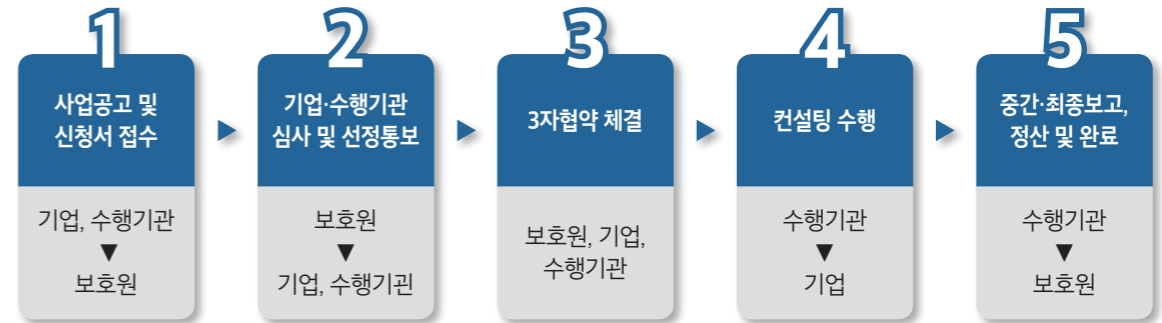 1
사업공고 및
신청서 접수
기업, 수행기관
▼
보호원
2
기업·수행기관
심사 및 선정통보
보호원
▼
기업, 수행기괸
3
3자협약 체결
보호원, 기업,
수행기관
4
컨설팅 수행
수행기관
▼
기업
5
중간·최종보고,
정산 및 완료
수행기관
▼
보호원